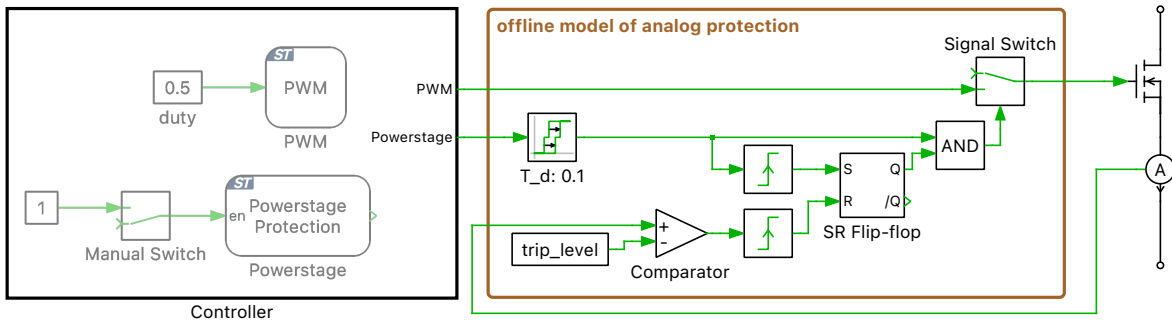 offline model of analog protection
Signal Switch
ST
PWM
0.5
duty
PWM
PWM
Powerstage
T_d: 0.1
AND
A
S
Q
R
/Q
SR Flip-flop
1
Manual Switch
ST
en
Powerstage
Protection
Powerstage
+
-
trip_level
Comparator
Controller